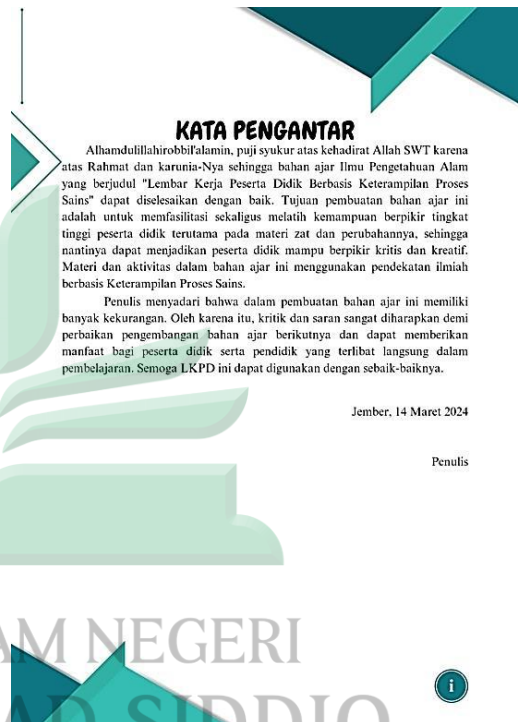 KATA PENGANTAR
Alhamdulillahirobbil'alamin, puji syukur atas kehadirat Allah SWT karena
atas Rahmat dan karunia-Nya sehingga bahan ajar Ilmu Pengetahuan Alam
yang berjudul "Lembar Kerja Peserta Didik Berbasis Keterampilan Proses
Sains" dapat diselesaikan dengan baik. Tujuan pembuatan bahan ajar ini
adalah untuk memfasilitasi sekaligus melatih kemampuan berpikir tingkat
tinggi peserta didik terutama pada materi zat dan perubahannya, sehingga
nantinya dapat menjadikan peserta didik mampu berpikir kritis dan kreatif.
Materi dan aktivitas dalam bahan ajar ini menggunakan pendekatan ilmiah
berbasis Keterampilan Proses Sains.
Penulis menyadari bahwa dalam pembuatan bahan ajar ini memiliki
banyak kekurangan. Oleh karena itu, kritik dan saran sangat diharapkan demi
perbaikan pengembangan bahan ajar berikutnya dan dapat memberikan
manfaat bagi peserta didik serta pendidik yang terlibat langsung dalam
pembelajaran. Semoga LKPD ini dapat digunakan dengan sebaik-baiknya.
Jember, 14 Maret 2024
Penulis
AM NEGERI
i
AD SIDDIQ